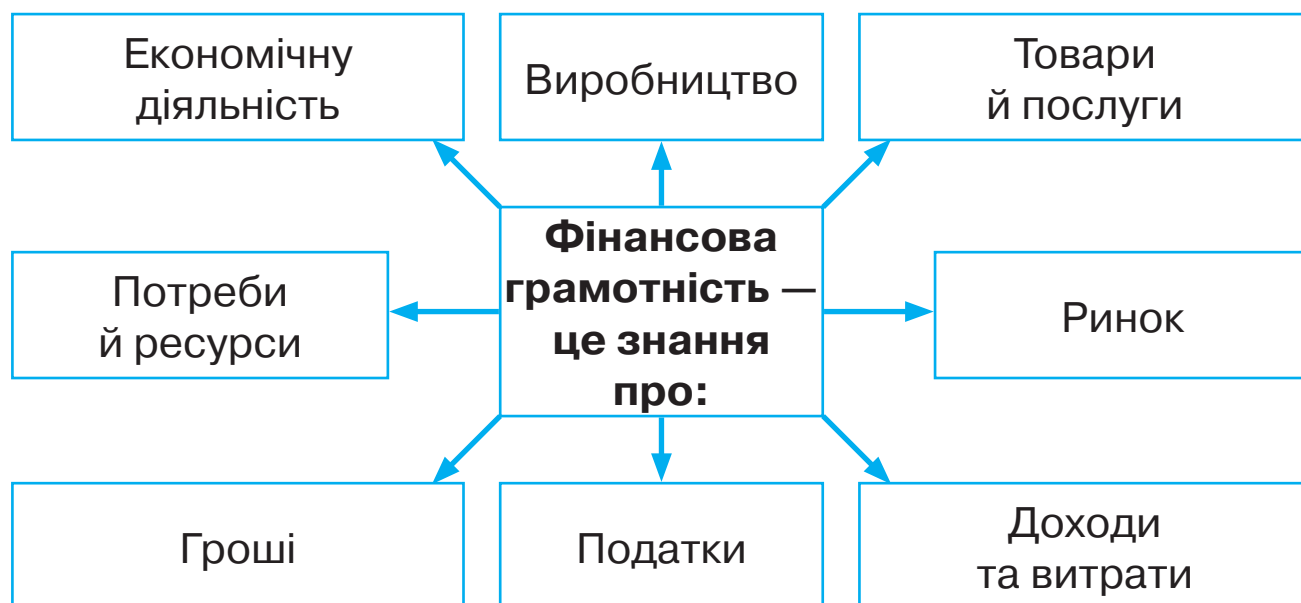 Економічну
діяльність
Виробництво
Товари
й послуги
Потреби
й ресурси
Фінансова
грамотність —
це знання
про:
Ринок
Гроші
Податки
Доходи
та витрати